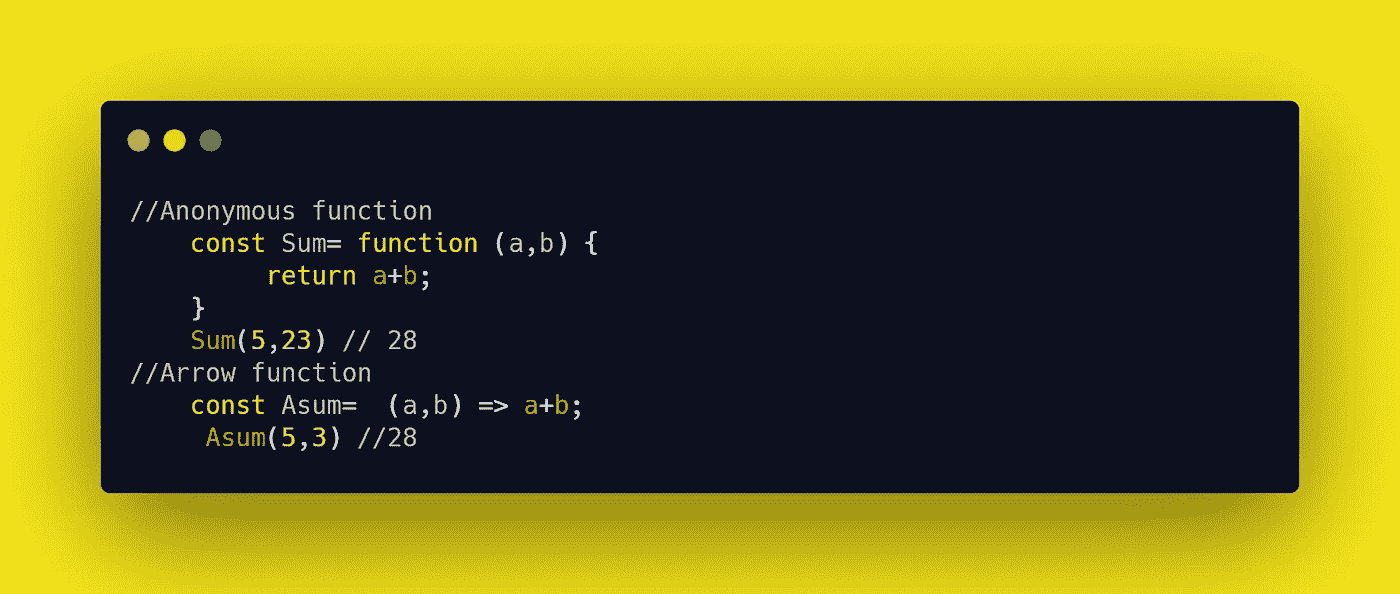 //Anonymous function
    const Sum= function (a,b) {
         return a+b;
    }
    Sum(5,23) // 28
//Arrow function
    const Asum=  (a,b) => a+b;
     Asum(5,3) //28